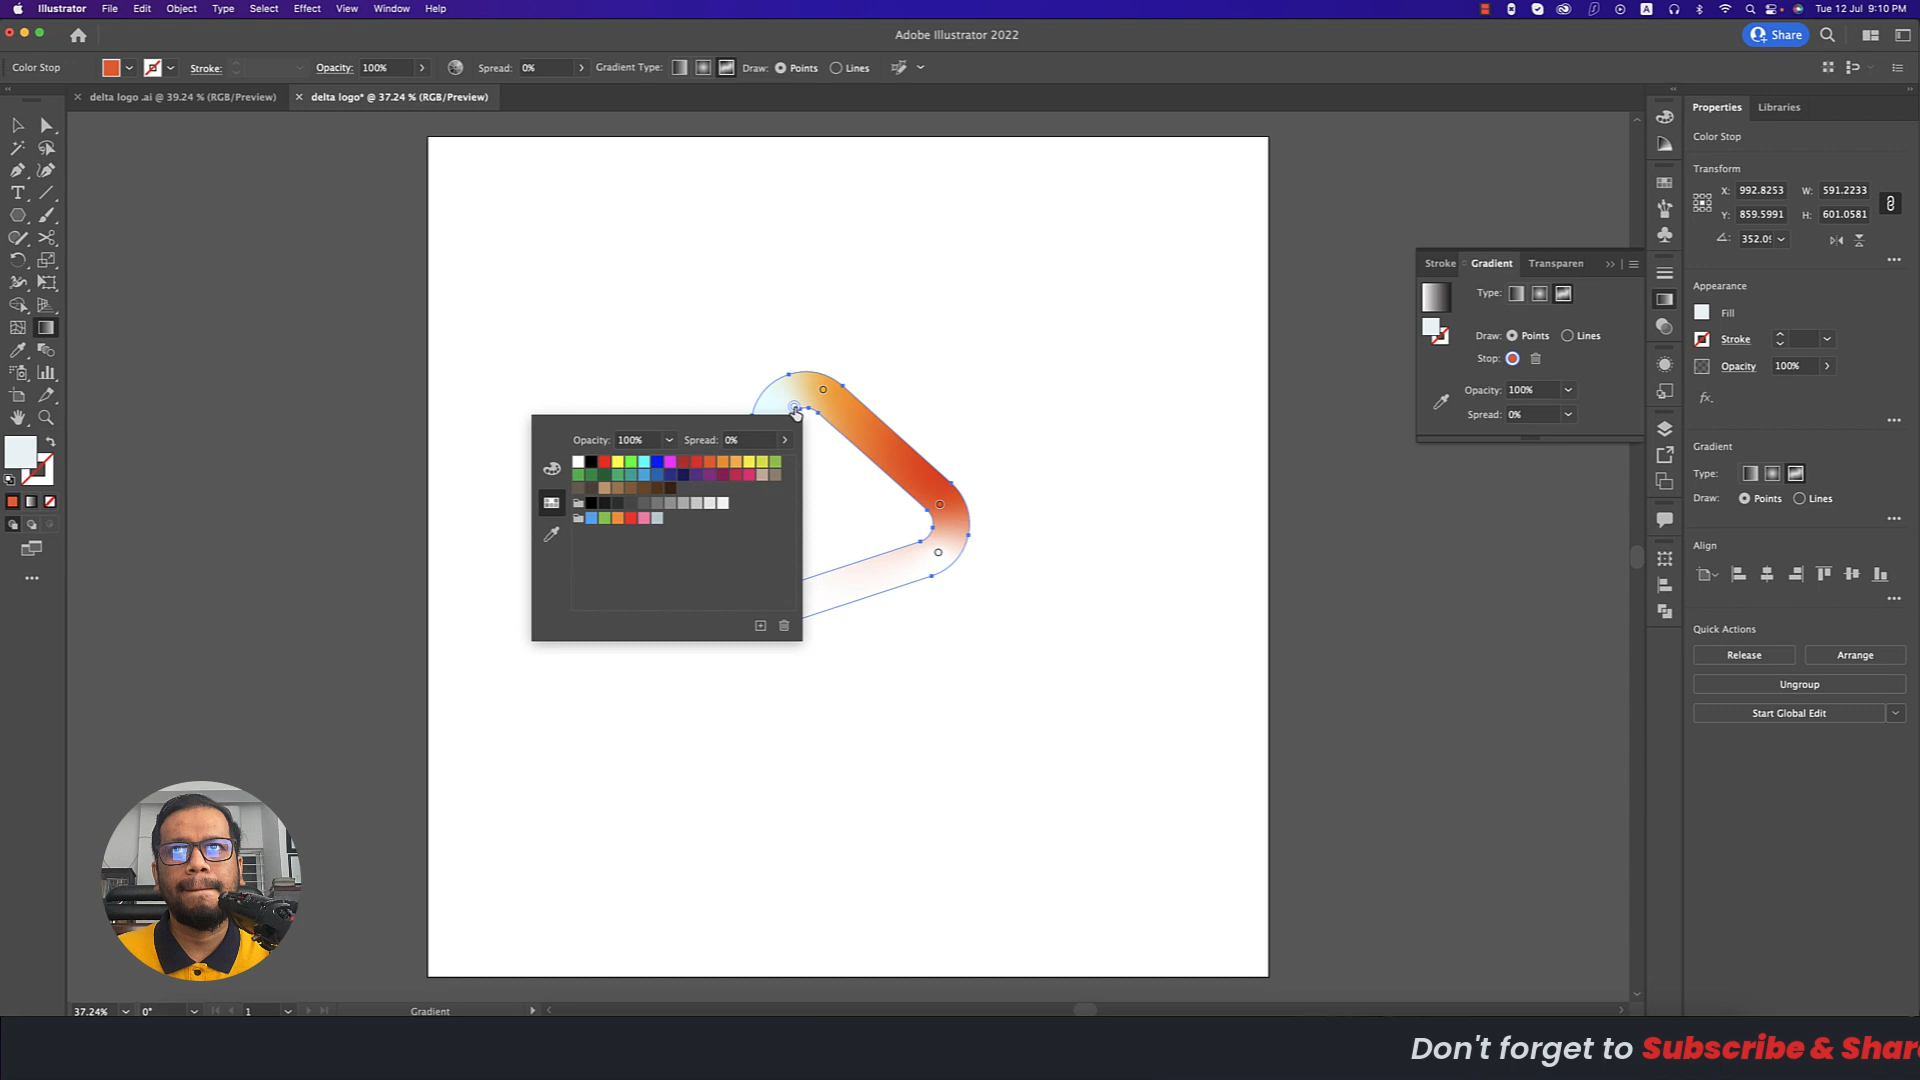 Illustrator File Edit Object Type Select Effect View Window Help
A Tue 12 Jul 9:10 PM
Adobe Illustrator 2022
Share
Color Stop Stroke: Opacity: 100% Spread: 0% Gradient Type: Draw: Points Lines
delta logo .ai @ 39.24 % (RGB/Preview)
delta logo* @ 37.24 % (RGB/Preview)
Properties Libraries
Color Stop
Transform
X: 992.8253 W: 591.2233
Y: 859.5991 H: 601.0581
Stroke Gradient Transparen
Type:
Draw: Points Lines
Stop:
Opacity: 100%
Spread: 0%
Appearance
Fill
Stroke
Opacity 100%
fx.
Gradient
Type:
Draw: Points Lines
Align
Quick Actions
Release Arrange
Ungroup
Start Global Edit
Opacity: 100% Spread: 0%
37.24% 0° 1 Gradient
Don't forget to Subscribe & Shar